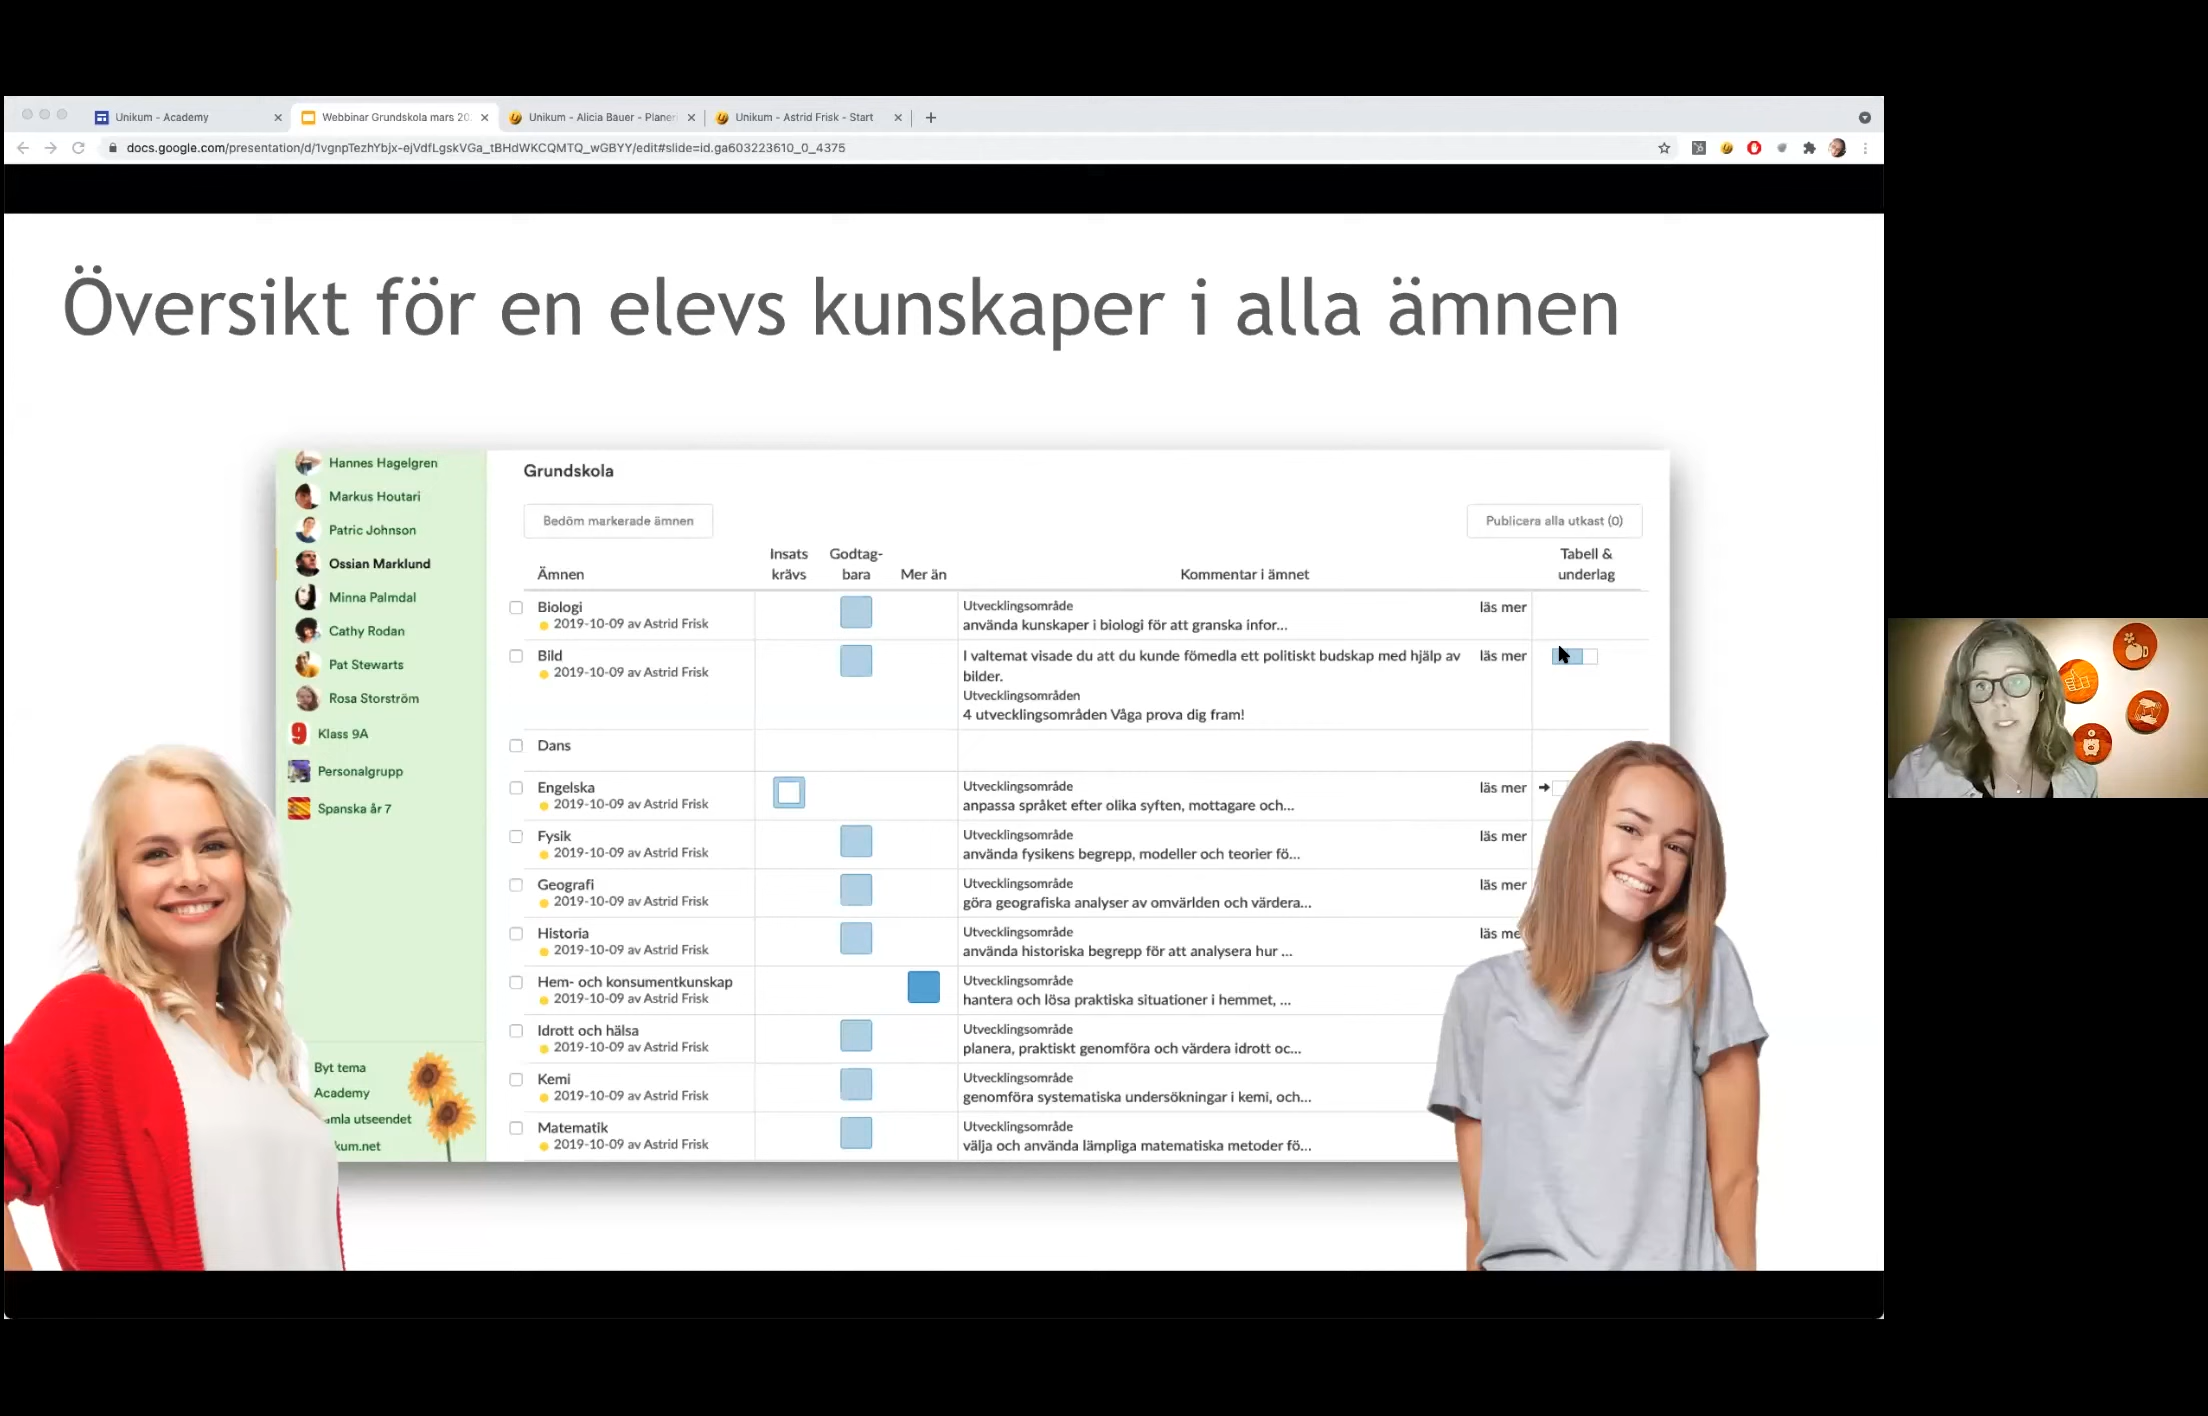 Unikum - Academy
Webbinar Grundskola mars 20
Unikum - Alicia Bauer - Planer
Unikum - Astrid Frisk - Start
docs.google.com/presentation/d/1vgnpTezhYbjx-ejVdfLgskVGa_tBHdWKCQMTQ_wGBYY/edit#slide=id.ga603223610_0_4375
Översikt för en elevs kunskaper i alla ämnen
Hannes Hagelgren
Markus Houtari
Patric Johnson
Ossian Marklund
Minna Palmdal
Cathy Rodan
Pat Stewarts
Rosa Storström
9 Klass 9A
Personalgrupp
Spanska år 7
Byt tema
Academy
amla utseendet
kum.net
Grundskola
Bedöm markerade ämnen
Publicera alla utkast (0)
Ämnen
Insats krävs
Godtag-bara
Mer än
Kommentar i ämnet
Tabell & underlag
Biologi
2019-10-09 av Astrid Frisk
Utvecklingsområde
använda kunskaper i biologi för att granska infor...
läs mer
Bild
2019-10-09 av Astrid Frisk
I valtemat visade du att du kunde fömedla ett politiskt budskap med hjälp av
bilder.
Utvecklingsområden
4 utvecklingsområden Våga prova dig fram!
läs mer
Dans
Engelska
2019-10-09 av Astrid Frisk
Utvecklingsområde
anpassa språket efter olika syften, mottagare och...
läs mer
Fysik
2019-10-09 av Astrid Frisk
Utvecklingsområde
använda fysikens begrepp, modeller och teorier fö...
läs mer
Geografi
2019-10-09 av Astrid Frisk
Utvecklingsområde
göra geografiska analyser av omvärlden och värdera...
läs mer
Historia
2019-10-09 av Astrid Frisk
Utvecklingsområde
använda historiska begrepp för att analysera hur ...
läs me
Hem- och konsumentkunskap
2019-10-09 av Astrid Frisk
Utvecklingsområde
hantera och lösa praktiska situationer i hemmet, ...
Idrott och hälsa
2019-10-09 av Astrid Frisk
Utvecklingsområde
planera, praktiskt genomföra och värdera idrott oc...
Kemi
2019-10-09 av Astrid Frisk
Utvecklingsområde
genomföra systematiska undersökningar i kemi, och...
Matematik
2019-10-09 av Astrid Frisk
Utvecklingsområde
välja och använda lämpliga matematiska metoder fö...